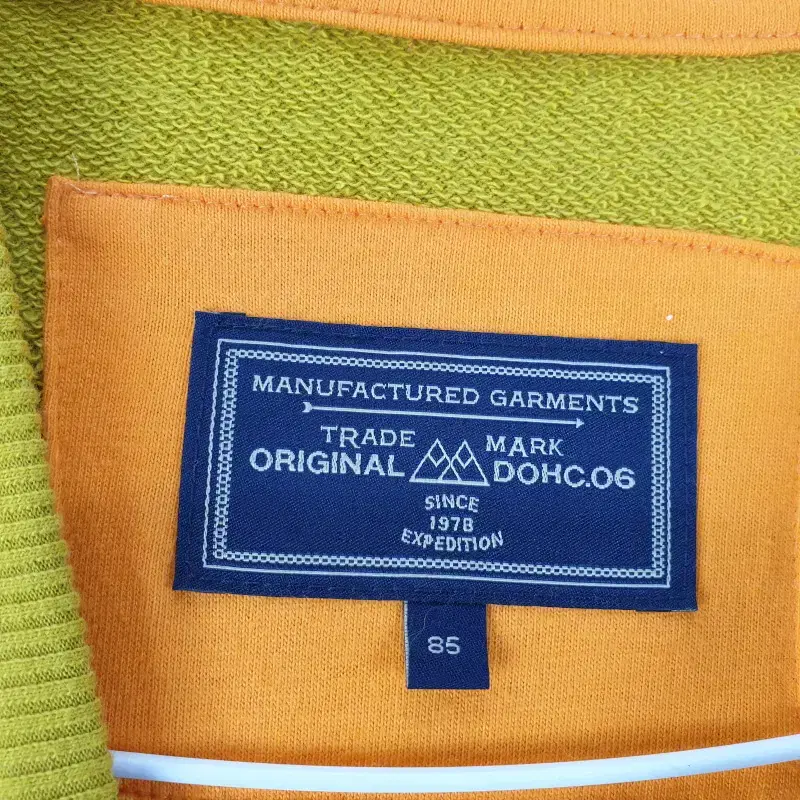 MANUFACTURED GARMENTS
TRADE MARK
ORIGINAL DOHC.06
SINCE
1978
EXPEDITION
85